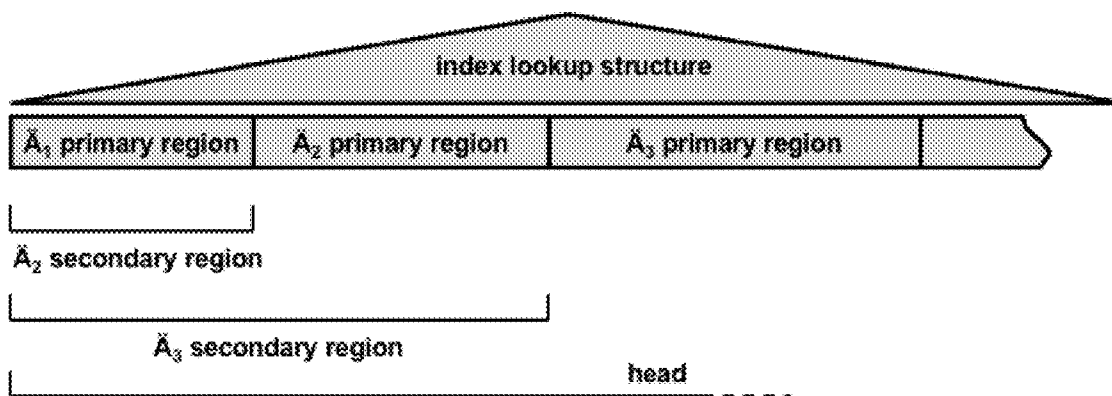 index lookup structure
Ä₁ primary region
Ä₂ primary region
Ä₃ primary region
Ä₂ secondary region
Ä₃ secondary region
head